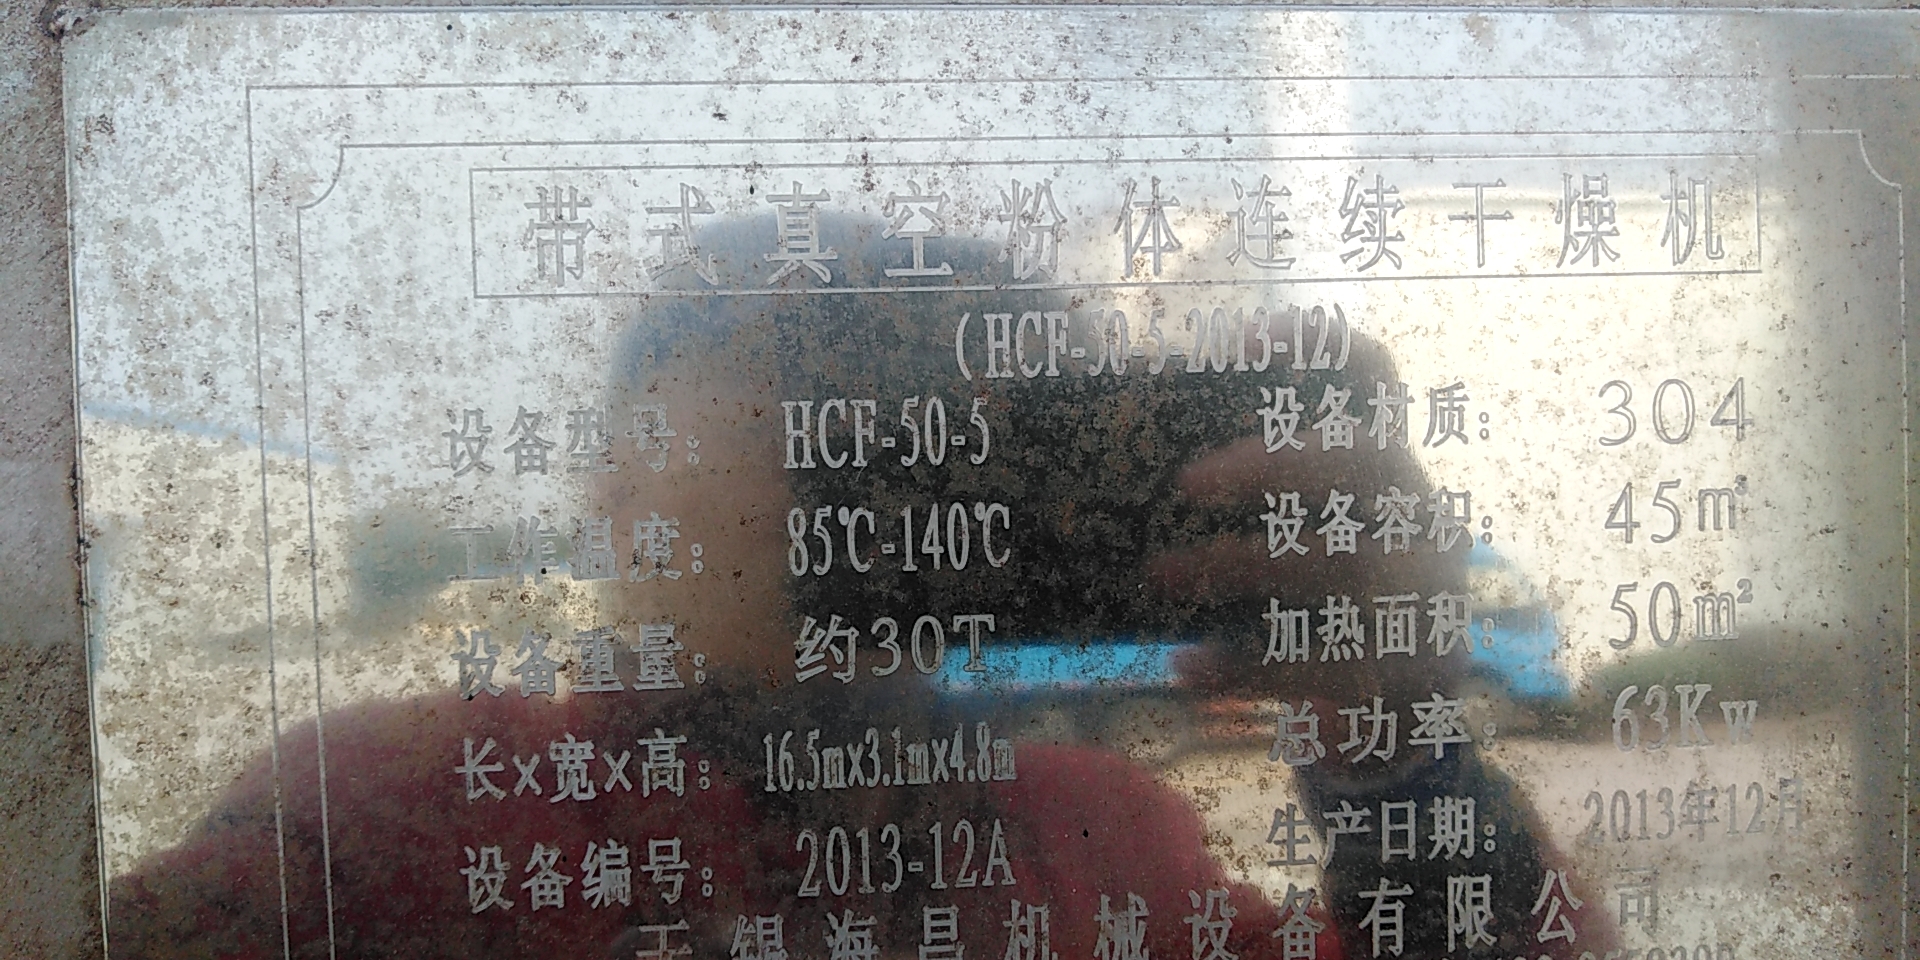 带式真空粉体连续干燥机
(HCF-50-5-2013-12)
设备型号: HCF-50-5 设备材质: 304
工作温度: 85℃-140℃ 设备容积: 45m³
设备重量: 约30T 加热面积: 50m²
长x宽x高: 16.5mx3.1mx4.8m 总功率: 63Kw
设备编号: 2013-12A 生产日期: 2013年12月
海昌机械设备有限公司